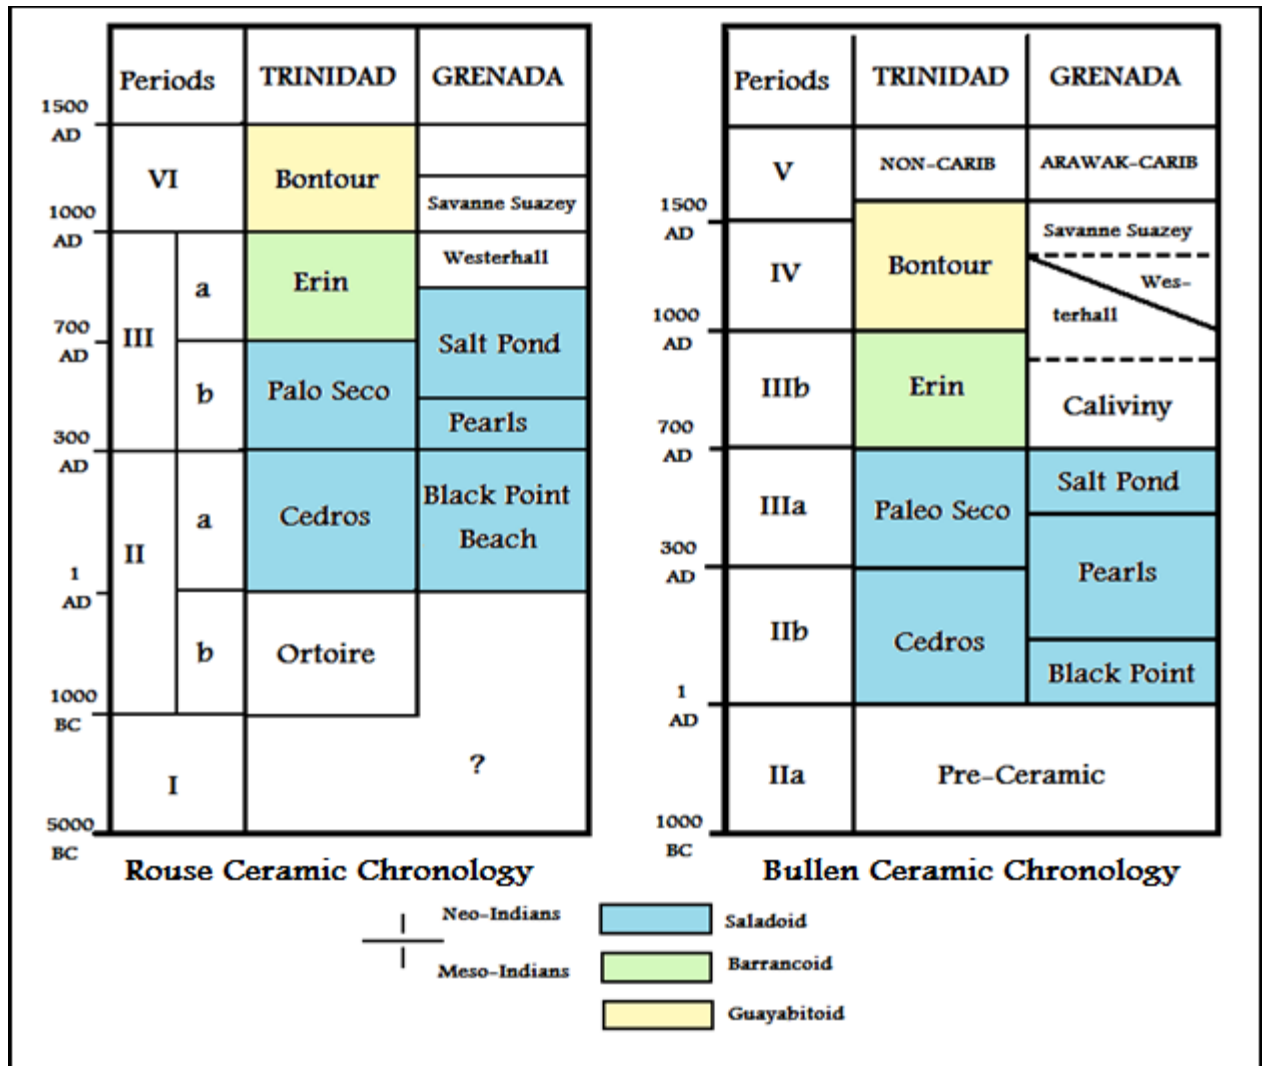 Periods TRINIDAD GRENADA
1500 AD
VI Bontour
Savanne Suazey
1000 AD
III a Erin Westerhall
Salt Pond
700 AD
b Palo Seco
Pearls
300 AD
II a Cedros Black Point
Beach
1 AD
b Ortoire
1000 BC
I ?
5000 BC
Rouse Ceramic Chronology
Periods TRINIDAD GRENADA
V NON-CARIB ARAWAK-CARIB
1500 AD
IV Bontour Savanne Suazey
Wes-
terhall
1000 AD
IIIb Erin Caliviny
700 AD
IIIa Paleo Seco Salt Pond
300 AD
Pearls
IIb Cedros
Black Point
1 AD
IIa Pre-Ceramic
1000 BC
Bullen Ceramic Chronology
Neo-Indians
Meso-Indians
Saladoid
Barrancoid
Guayabitoid